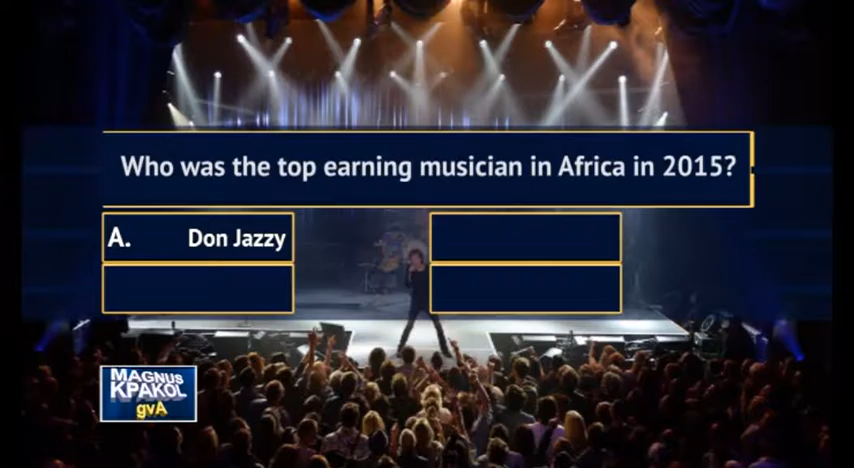 Who was the top earning musician in Africa in 2015?
A. Don Jazzy
MAGNUS
KPAKOL
gvA